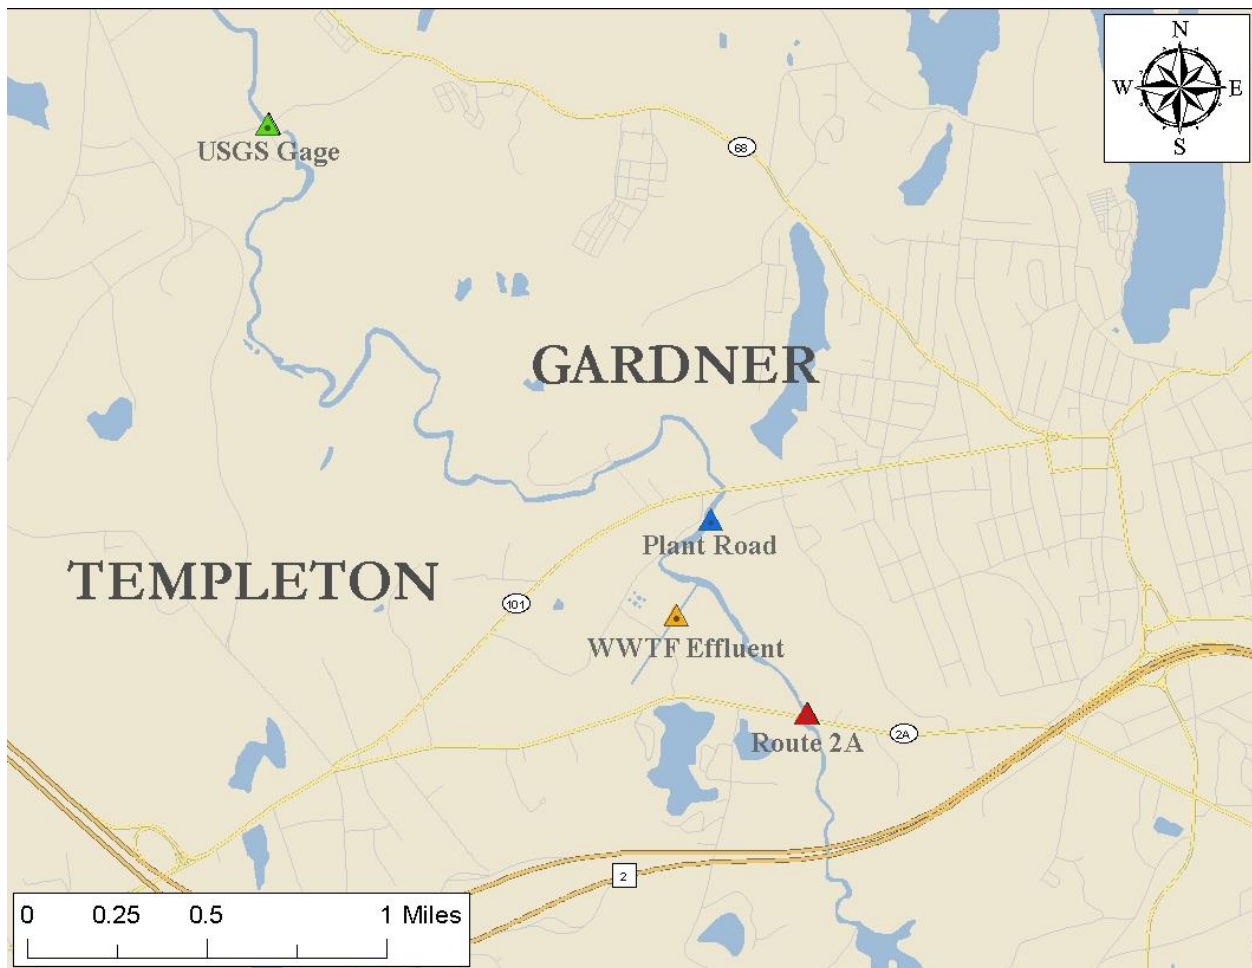 N
W E
S
USGS Gage
68
GARDNER
Plant Road
TEMPLETON
101
WWTF Effluent
Route 2A
2A
2
0 0.25 0.5 1 Miles